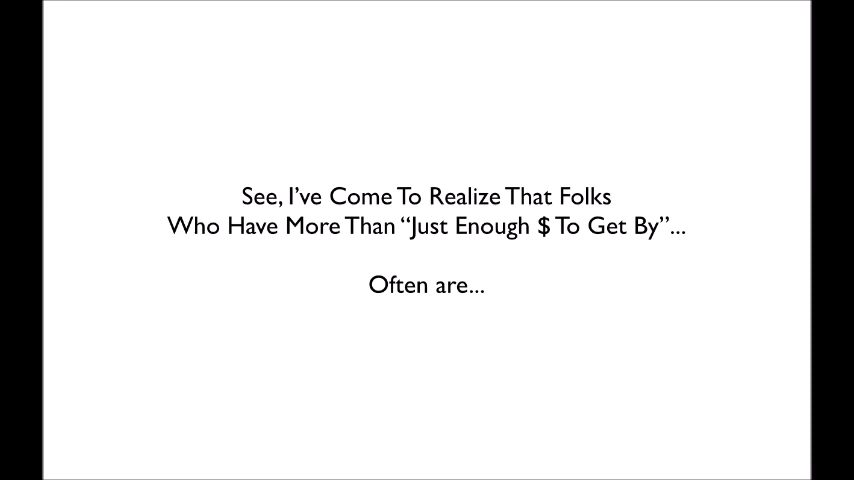 See, I’ve Come To Realize That Folks
Who Have More Than “Just Enough $ To Get By”...
Often are...